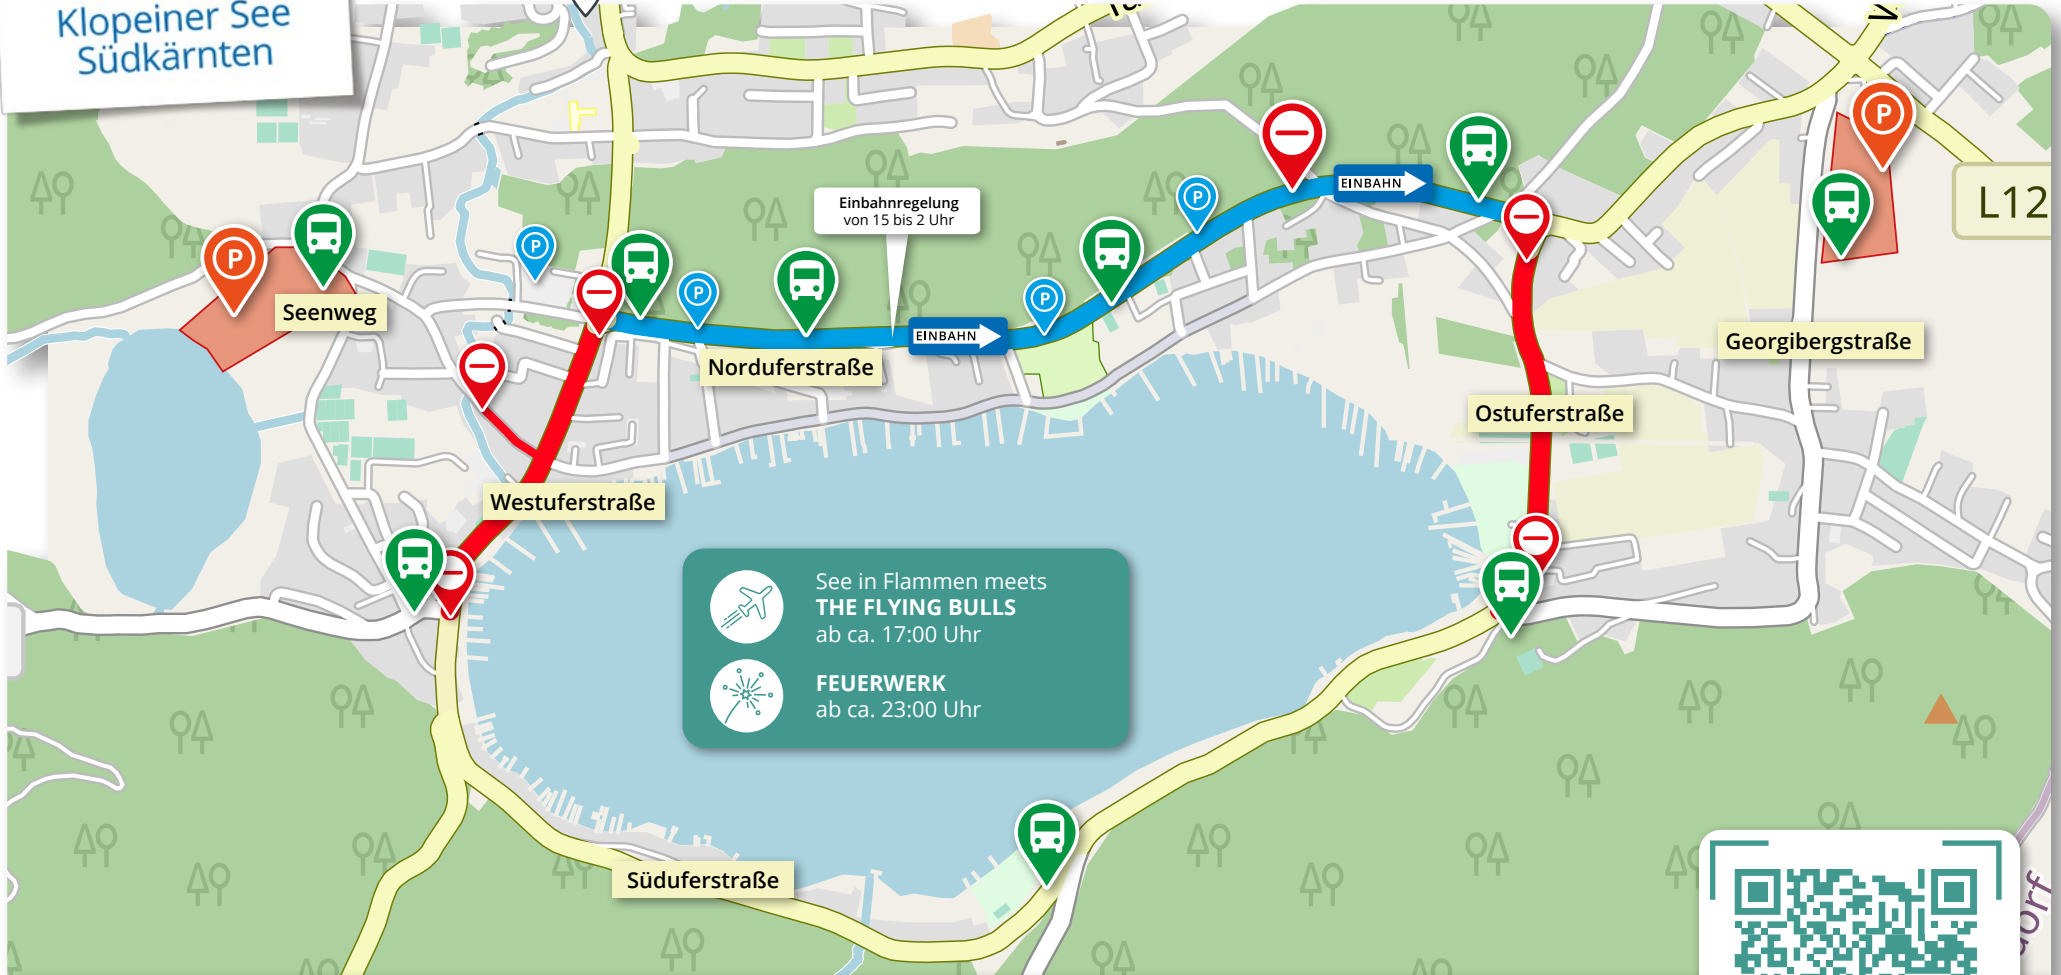 Klopeiner See
Südkärnten
P
EINBAHN
P
L12
P
Einbahnregelung
von 15 bis 2 Uhr
P
P
Seenweg
P
P
EINBAHN
Georgibergstraße
Norduferstraße
Ostuferstraße
Westuferstraße
See in Flammen meets
THE FLYING BULLS
ab ca. 17:00 Uhr
FEUERWERK
ab ca. 23:00 Uhr
Süduferstraße